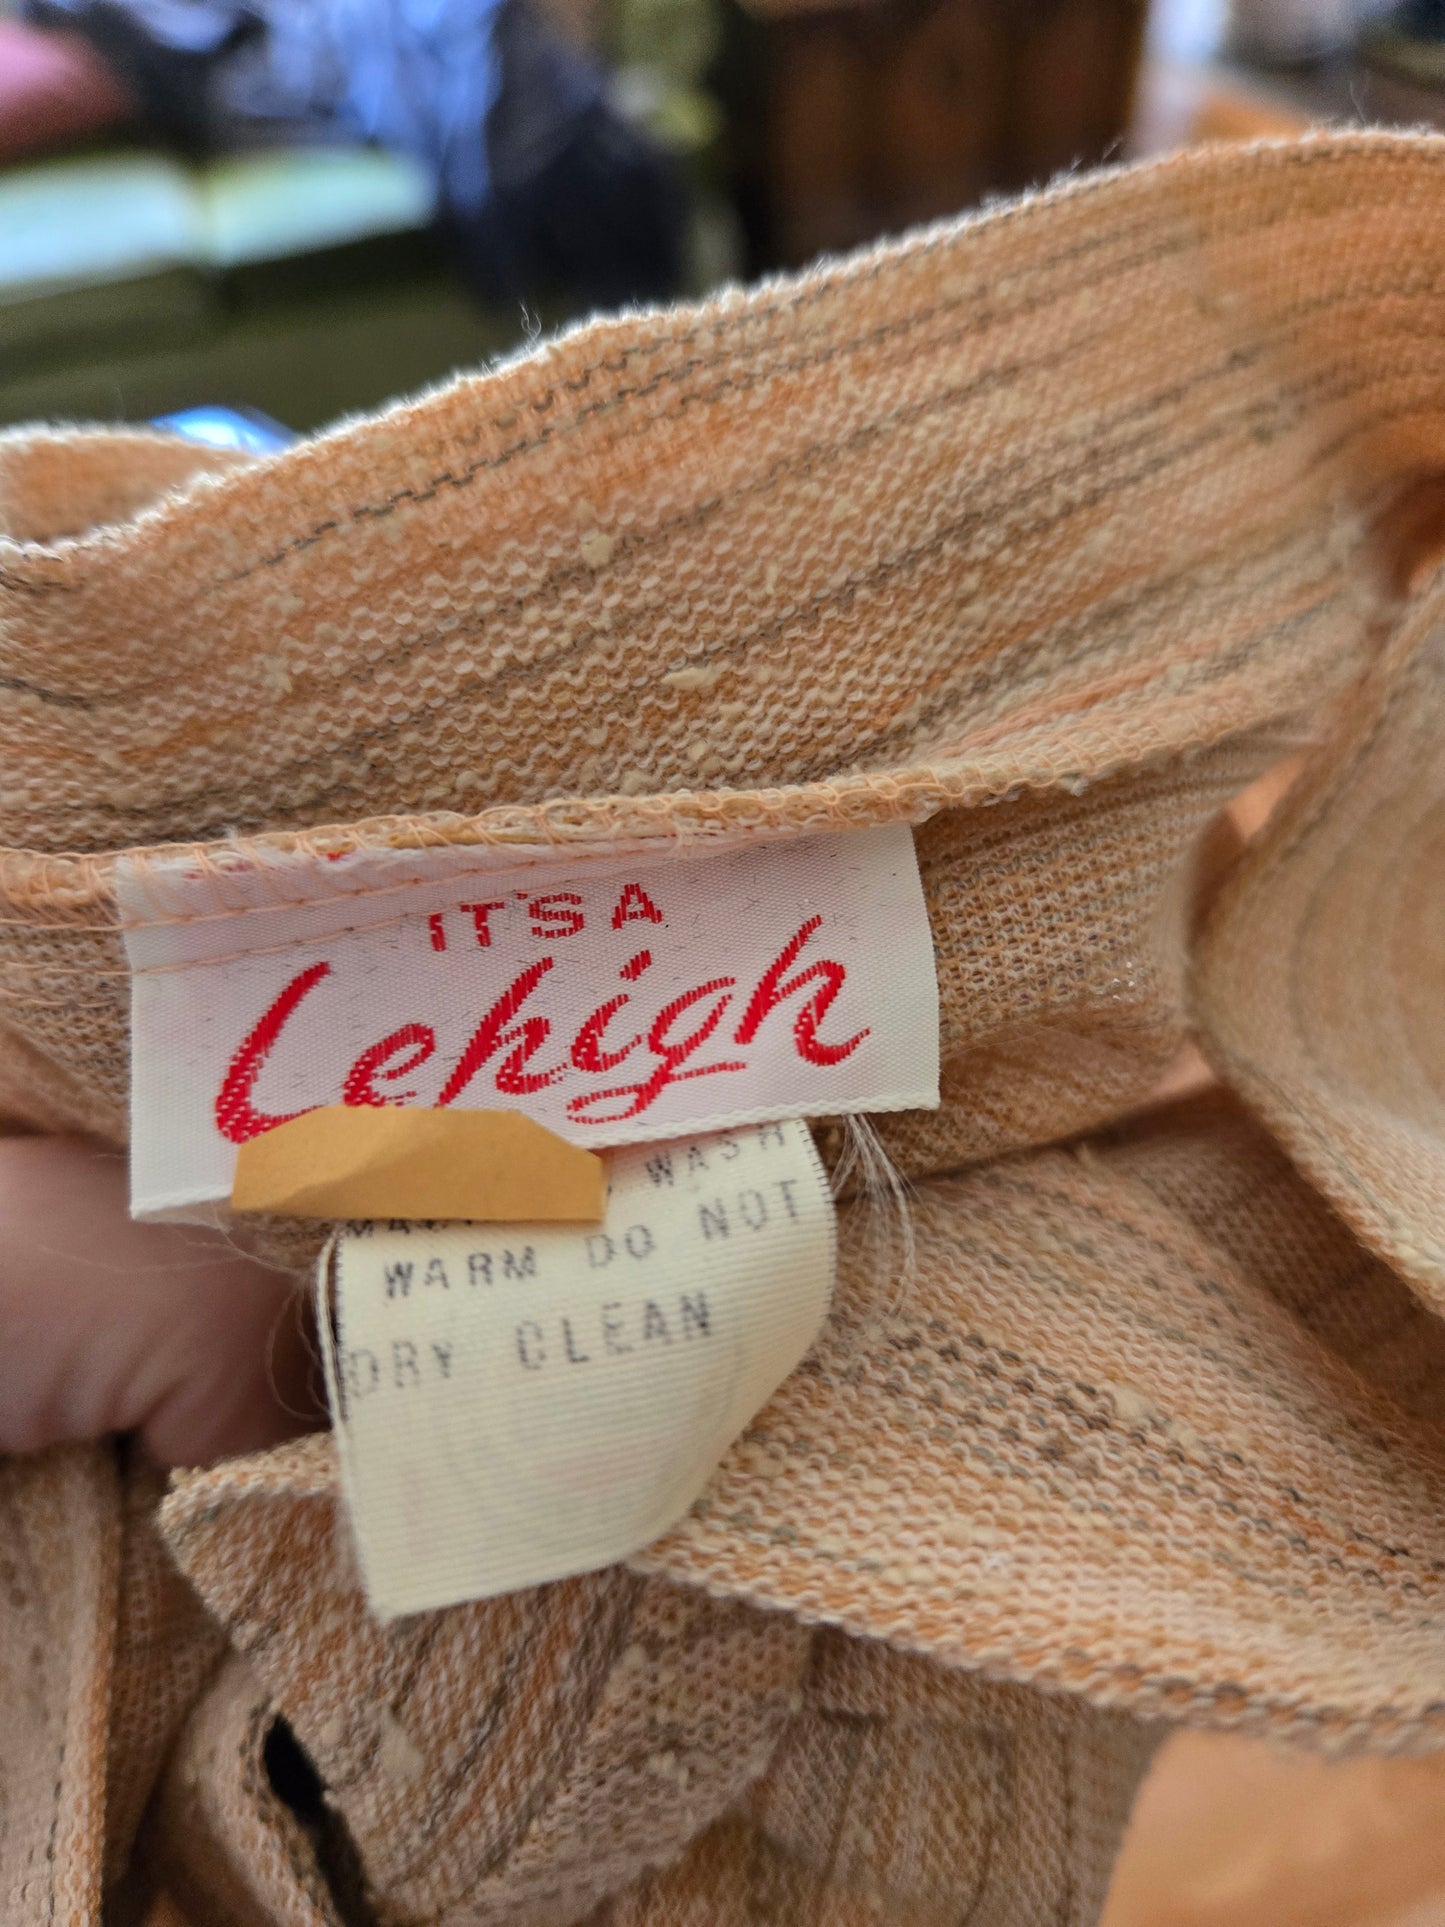 IT'S A
Lehigh
WASH
WARM DO NOT
DRY CLEAN